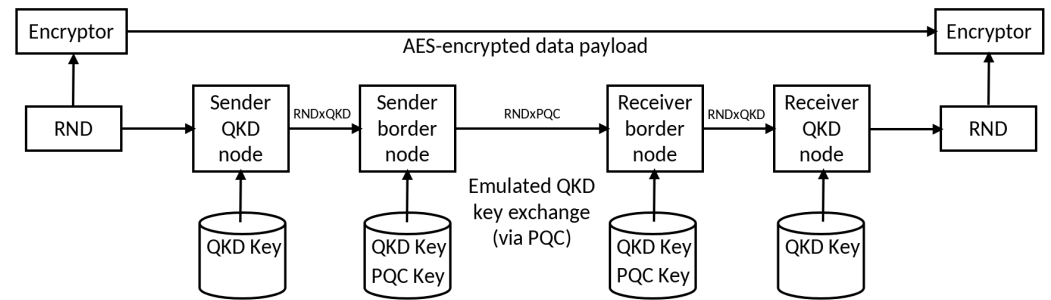 Encryptor
Encryptor
AES-encrypted data payload
RND
Sender
QKD
node
RNDxQKD
Sender
border
node
RNDxPQC
Receiver
border
node
RNDxQKD
Receiver
QKD
node
RND
Emulated QKD
key exchange
(via PQC)
QKD Key
QKD Key
PQC Key
QKD Key
PQC Key
QKD Key